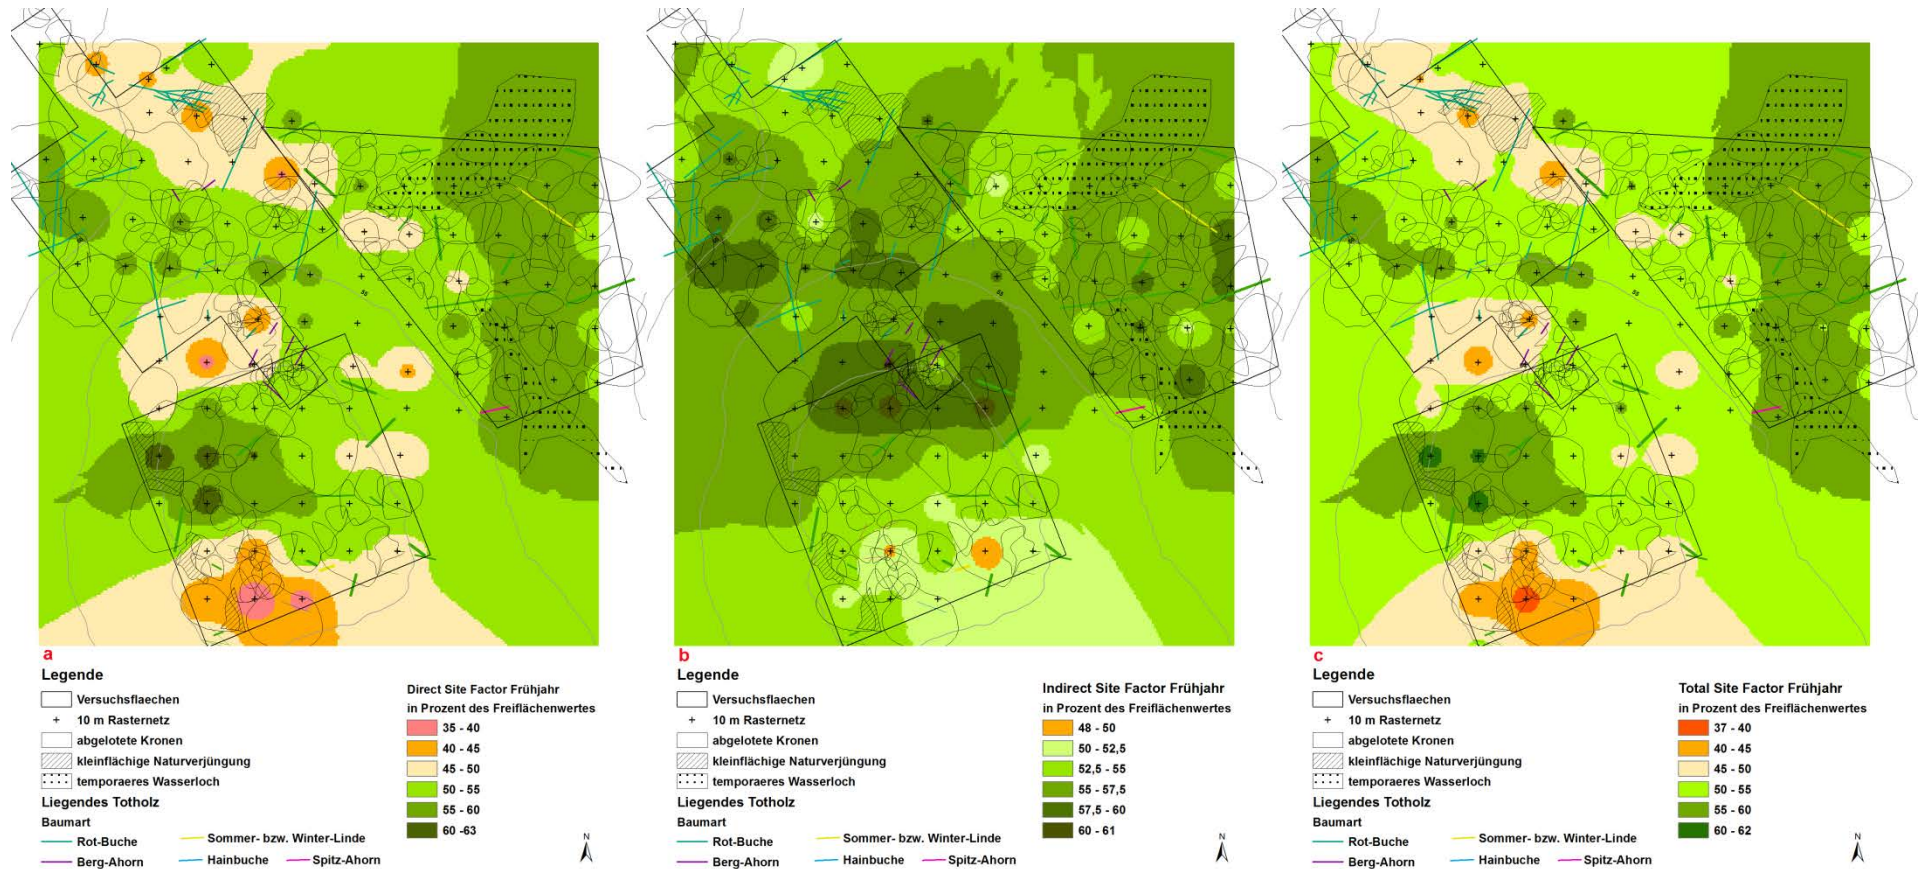 55
a
Legende
Versuchsflaechen
10 m Rasternetz
abgelotete Kronen
kleinflächige Naturverjüngung
temporaeres Wasserloch
Liegendes Totholz
Baumart
Rot-Buche
Sommer- bzw. Winter-Linde
Berg-Ahorn
Hainbuche
Spitz-Ahorn
Direct Site Factor Frühjahr
in Prozent des Freiflächenwertes
35 - 40
40 - 45
45 - 50
50 - 55
55 - 60
60 -63
N
55
b
Legende
Versuchsflaechen
10 m Rasternetz
abgelotete Kronen
kleinflächige Naturverjüngung
temporaeres Wasserloch
Liegendes Totholz
Baumart
Rot-Buche
Sommer- bzw. Winter-Linde
Berg-Ahorn
Hainbuche
Spitz-Ahorn
Indirect Site Factor Frühjahr
in Prozent des Freiflächenwertes
48 - 50
50 - 52,5
52,5 - 55
55 - 57,5
57,5 - 60
60 - 61
N
55
c
Legende
Versuchsflaechen
10 m Rasternetz
abgelotete Kronen
kleinflächige Naturverjüngung
temporaeres Wasserloch
Liegendes Totholz
Baumart
Rot-Buche
Sommer- bzw. Winter-Linde
Berg-Ahorn
Hainbuche
Spitz-Ahorn
Total Site Factor Frühjahr
in Prozent des Freiflächenwertes
37 - 40
40 - 45
45 - 50
50 - 55
55 - 60
60 - 62
N